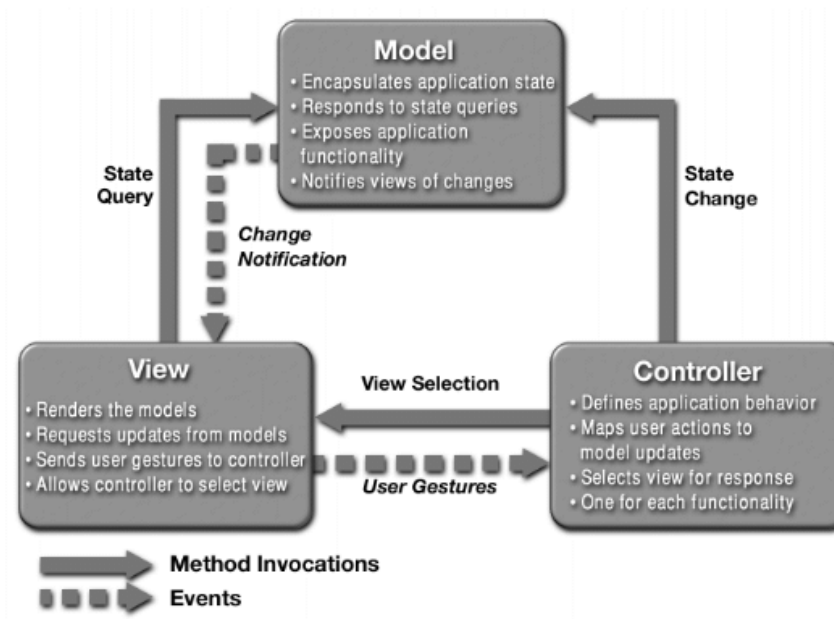 Model
• Encapsulates application state
• Responds to state queries
• Exposes application
functionality
• Notifies views of changes
State
Query
Change
Notification
State
Change
View
• Renders the models
• Requests updates from models
• Sends user gestures to controller
• Allows controller to select view
View Selection
User Gestures
Controller
• Defines application behavior
• Maps user actions to
model updates
• Selects view for response
• One for each functionality
Method Invocations
Events